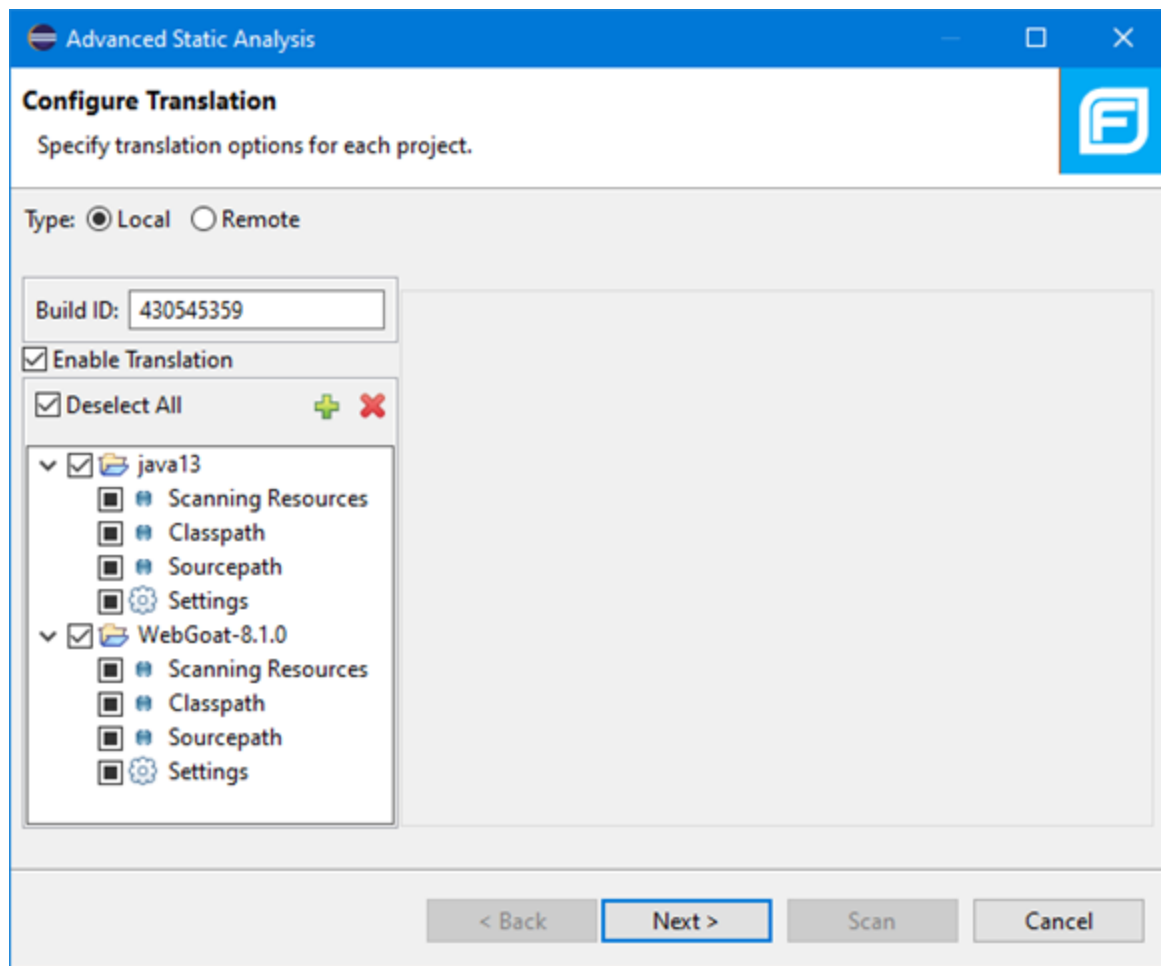 Advanced Static Analysis
Configure Translation
Specify translation options for each project.
Type: Local Remote
Build ID: 430545359
Enable Translation
Deselect All
java13
Scanning Resources
Classpath
Sourcepath
Settings
WebGoat-8.1.0
Scanning Resources
Classpath
Sourcepath
Settings
< Back Next > Scan Cancel